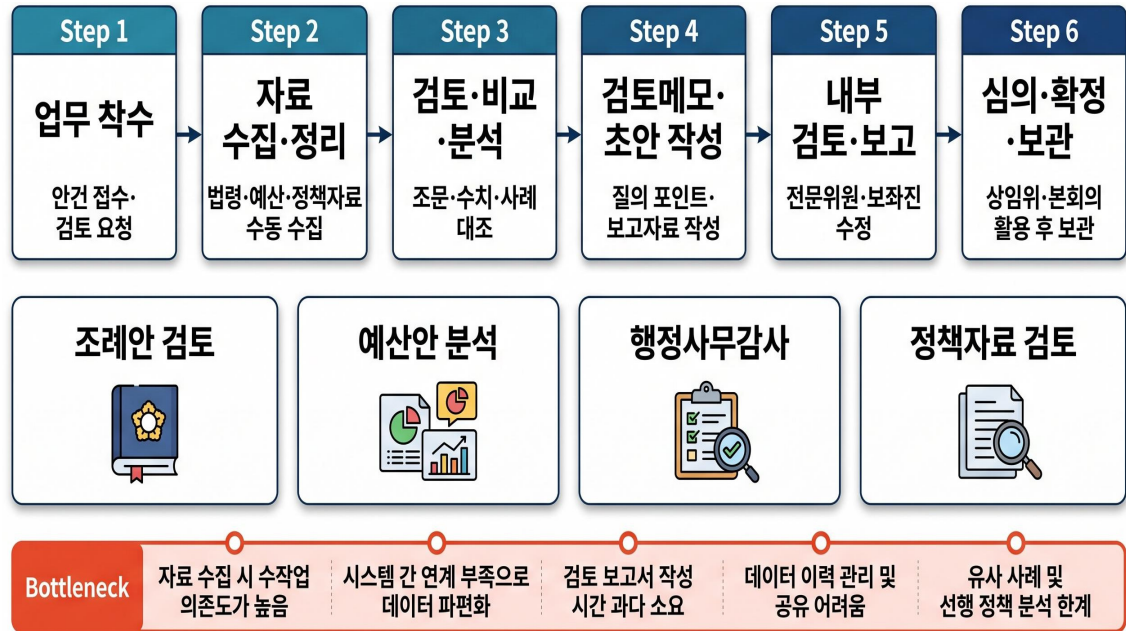 Step 1
업무 착수
안건 접수·
검토 요청
Step 2
자료
수집·정리
법령·예산·정책자료
수동 수집
Step 3
검토·비교
·분석
조문·수치·사례
대조
Step 4
검토메모·
초안 작성
질의 포인트·
보고자료 작성
Step 5
내부
검토·보고
전문위원·보좌진
수정
Step 6
심의·확정
·보관
상임위·본회의
활용 후 보관
조례안 검토
예산안 분석
행정사무감사
정책자료 검토
Bottleneck
자료 수집 시 수작업
의존도가 높음
시스템 간 연계 부족으로
데이터 파편화
검토 보고서 작성
시간 과다 소요
데이터 이력 관리 및
공유 어려움
유사 사례 및
선행 정책 분석 한계